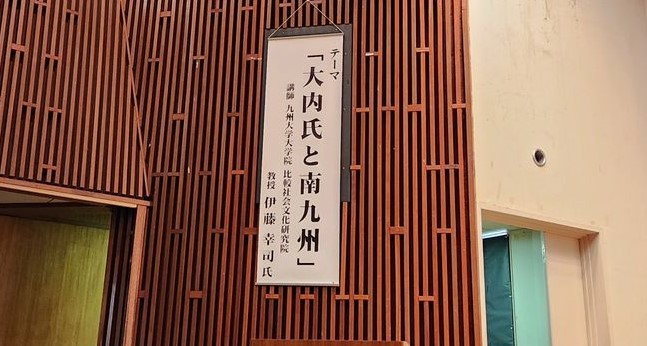 テーマ
「大内氏と南九州」
講師 九州大学大学院 比較社会文化研究院
教授 伊藤 幸司 氏